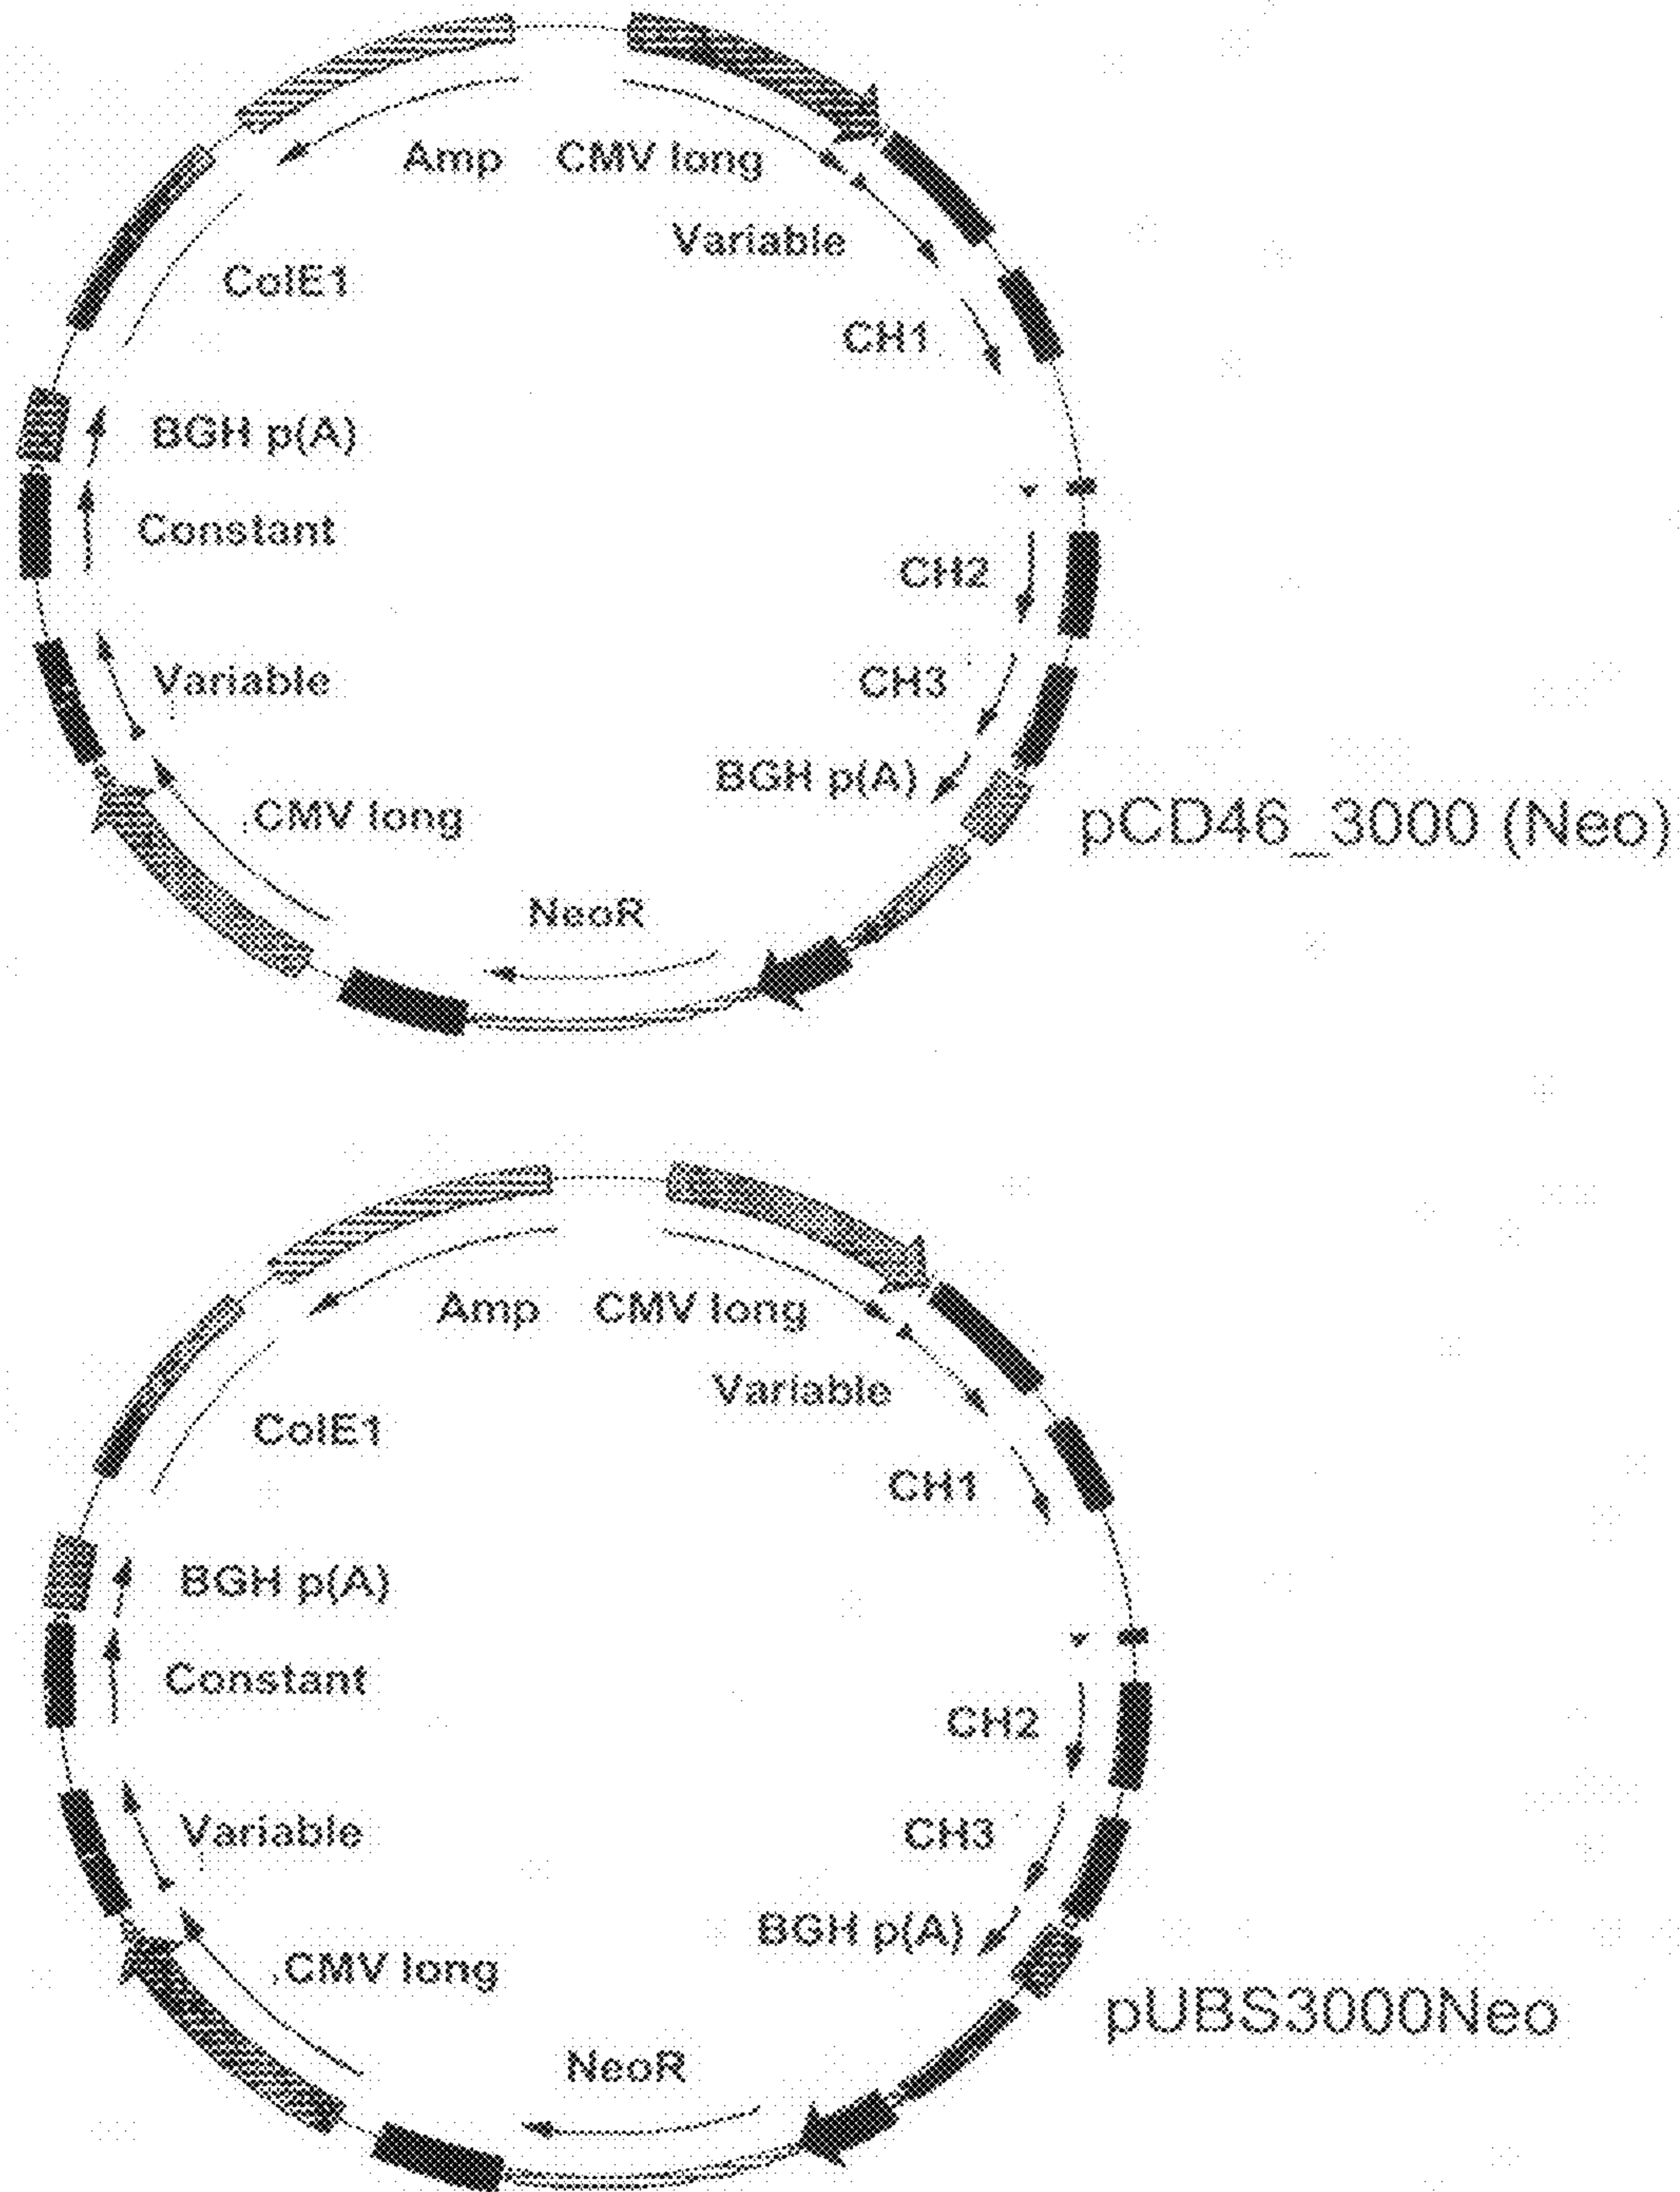 Amp CMV long
Variable
ColE1
CH1
BGH p(A)
Constant
CH2
Variable
CH3
BGH p(A)
pCD46_3000 (Neo)
CMV long
NeoR
Amp CMV long
Variable
ColE1
CH1
BGH p(A)
Constant
CH2
Variable
CH3
BGH p(A)
CMV long
pUBS3000Neo
NeoR